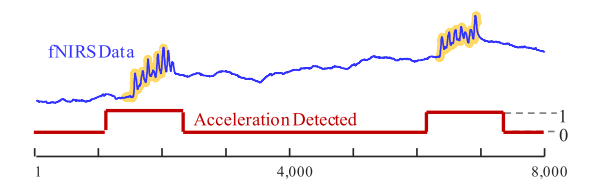 fNIRS Data
Acceleration Detected
1
0
1
4,000
8,000